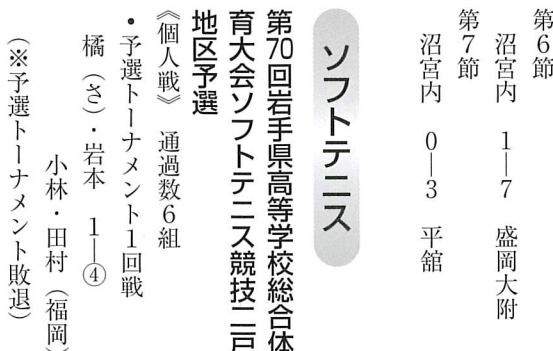 第6節
沼宮内 1―7 盛岡大附
第7節
沼宮内 0―3 平舘
ソフトテニス
第70回岩手県高等学校総合体
育大会ソフトテニス競技二戸
地区予選
《個人戦》 通過数6組
・予選トーナメント1回戦
橘（さ）・岩本 1―④
小林・田村（福岡）
（※予選トーナメント敗退）